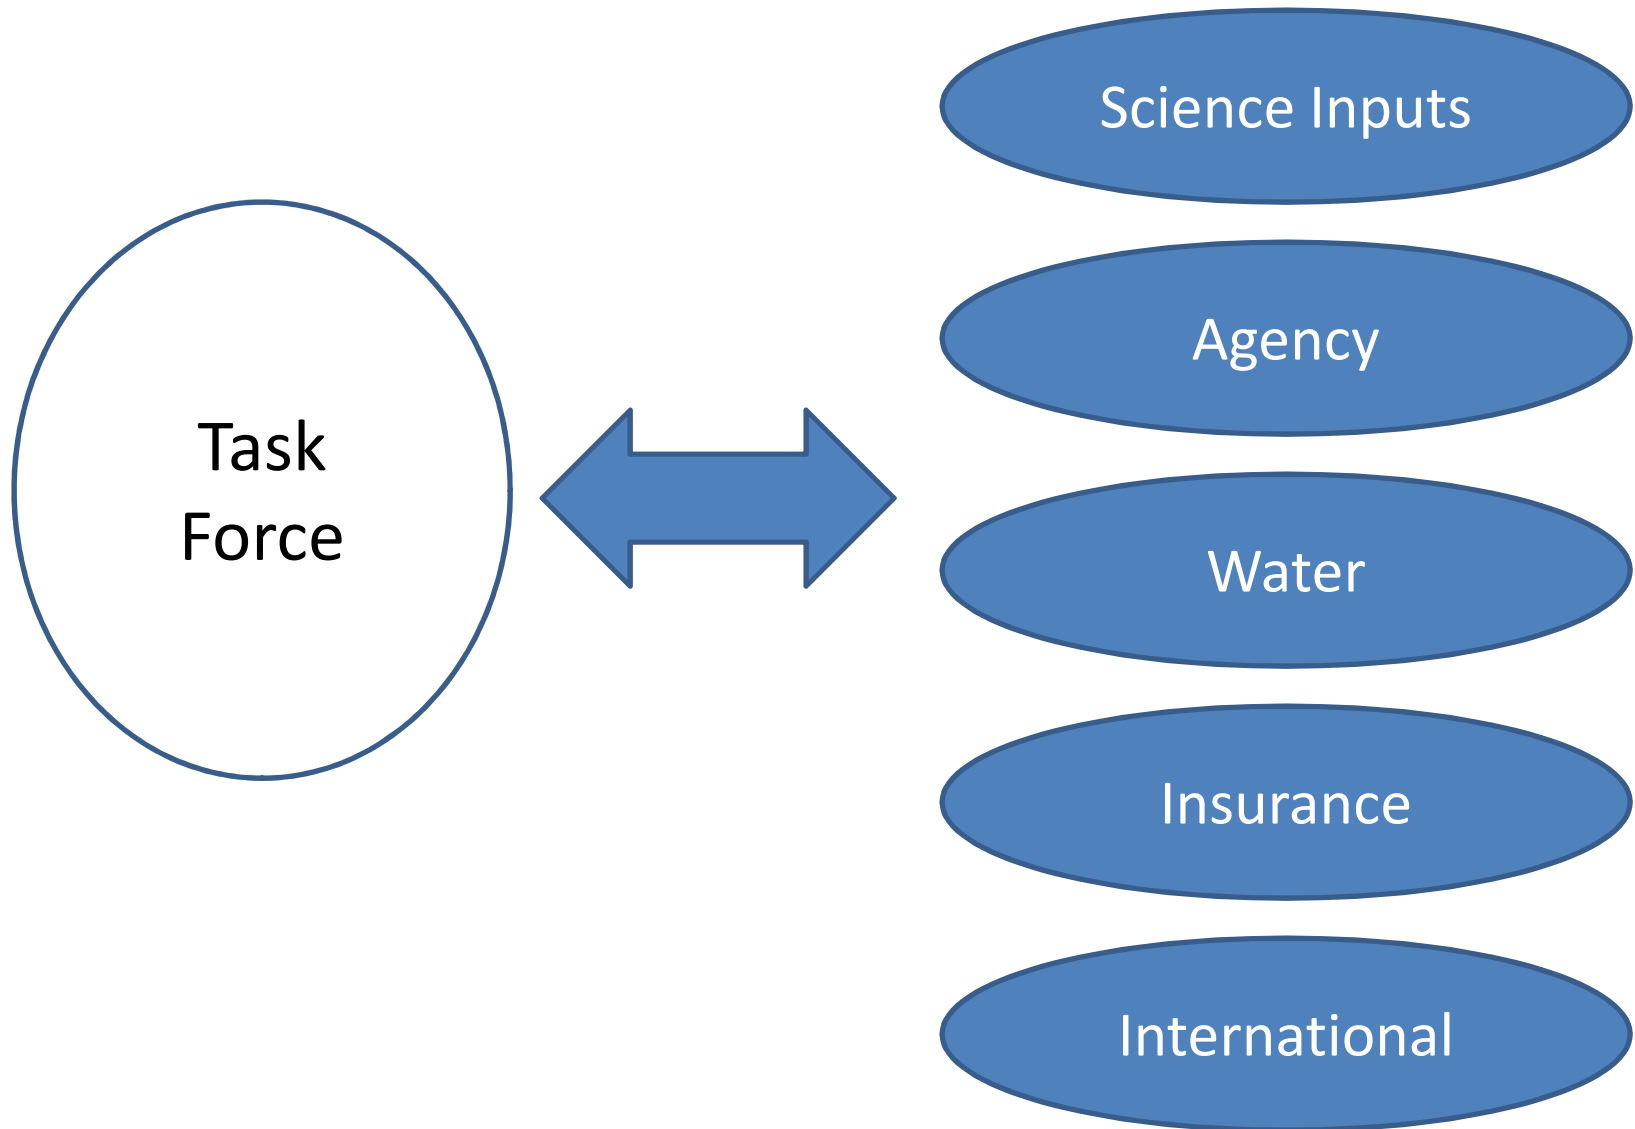 Science Inputs
Agency
Task
Force
Water
Insurance
International